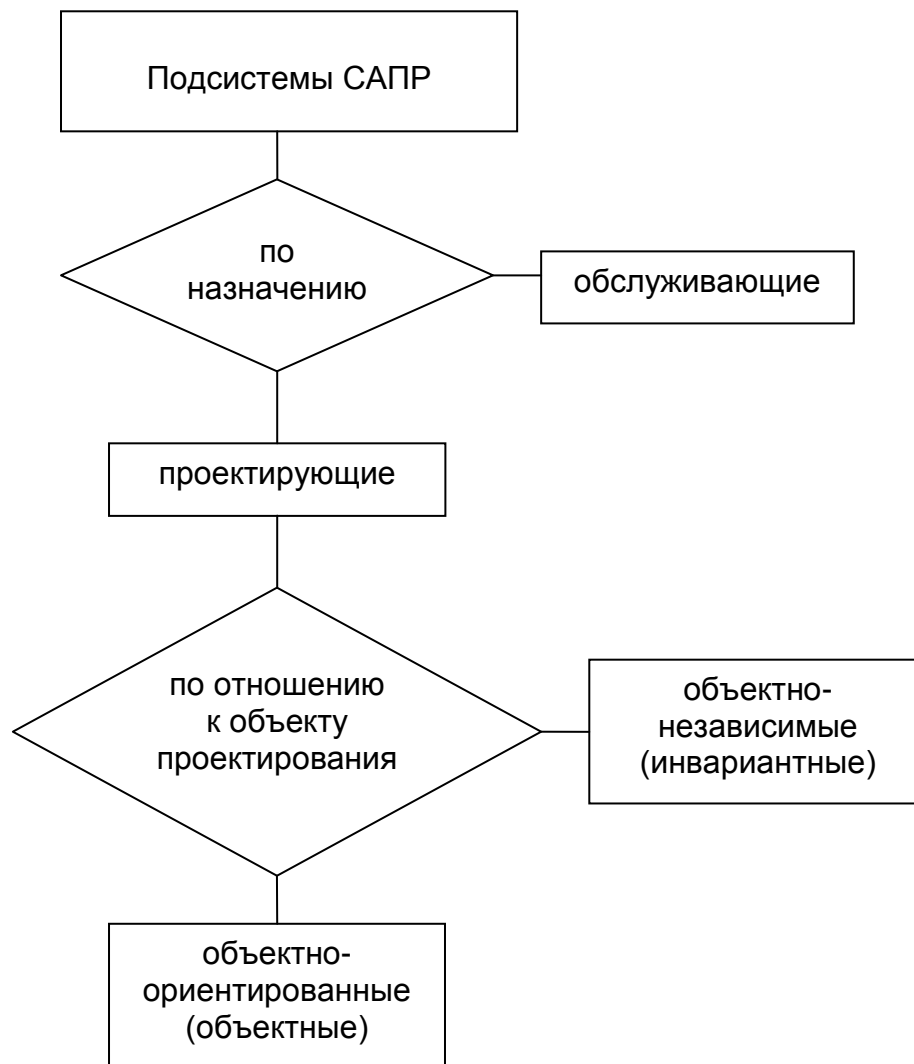 Подсистемы САПР
по
назначению
обслуживающие
проектирующие
по отношению
к объекту
проектирования
объектно-
независимые
(инвариантные)
объектно-
ориентированные
(объектные)